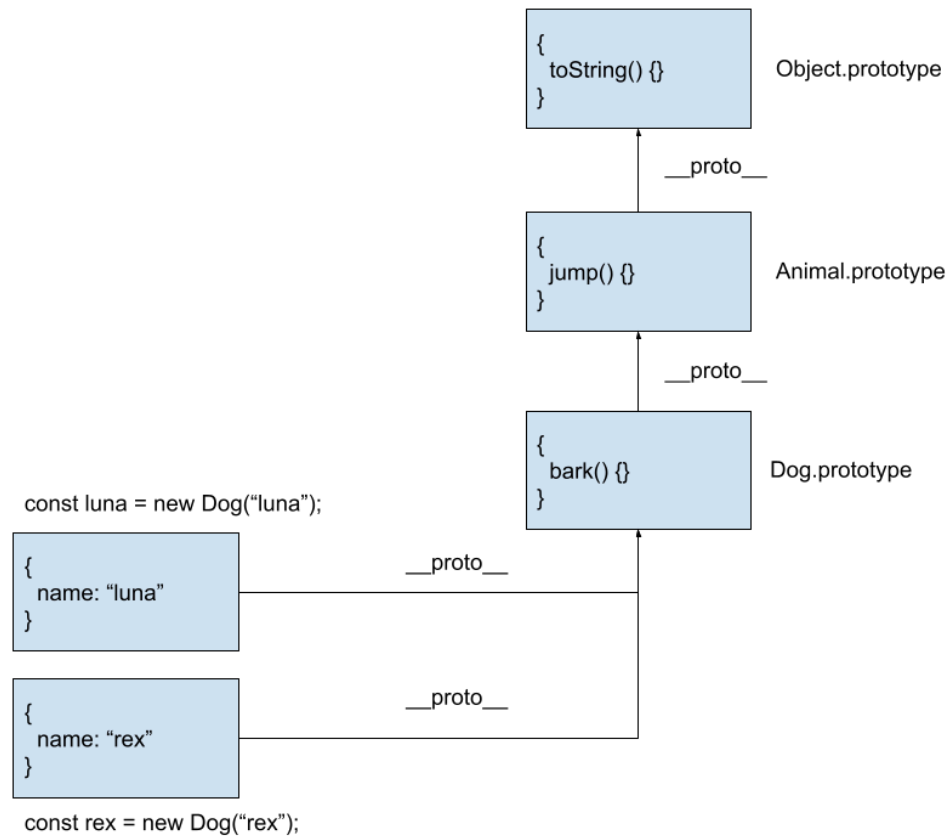 {
toString() {}
}
Object.prototype
__proto__
{
jump() {}
}
Animal.prototype
__proto__
{
bark() {}
}
Dog.prototype
const luna = new Dog(“luna”);
{
name: “luna”
}
__proto__
{
name: “rex”
}
__proto__
const rex = new Dog(“rex”);